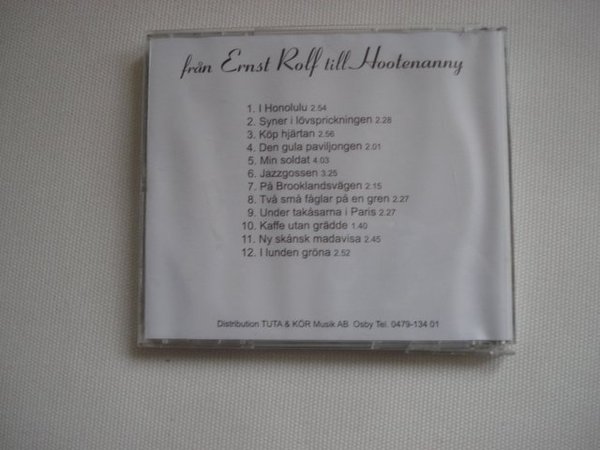 från Ernst Rolf till Hootenanny
1. I Honolulu 2.54
2. Syner i lövsprickningen 2.28
3. Köp hjärtan 2.56
4. Den gula paviljongen 2.01
5. Min soldat 4.03
6. Jazzgossen 3.25
7. På Brooklandsvägen 2.15
8. Två små fåglar på en gren 2.27
9. Under takåsarna i Paris 2.27
10. Kaffe utan grädde 1.40
11. Ny skånsk madavisa 2.45
12. I lunden gröna 2.52
Distribution TUTA & KÖR Musik AB Osby Tel. 0479-134 01